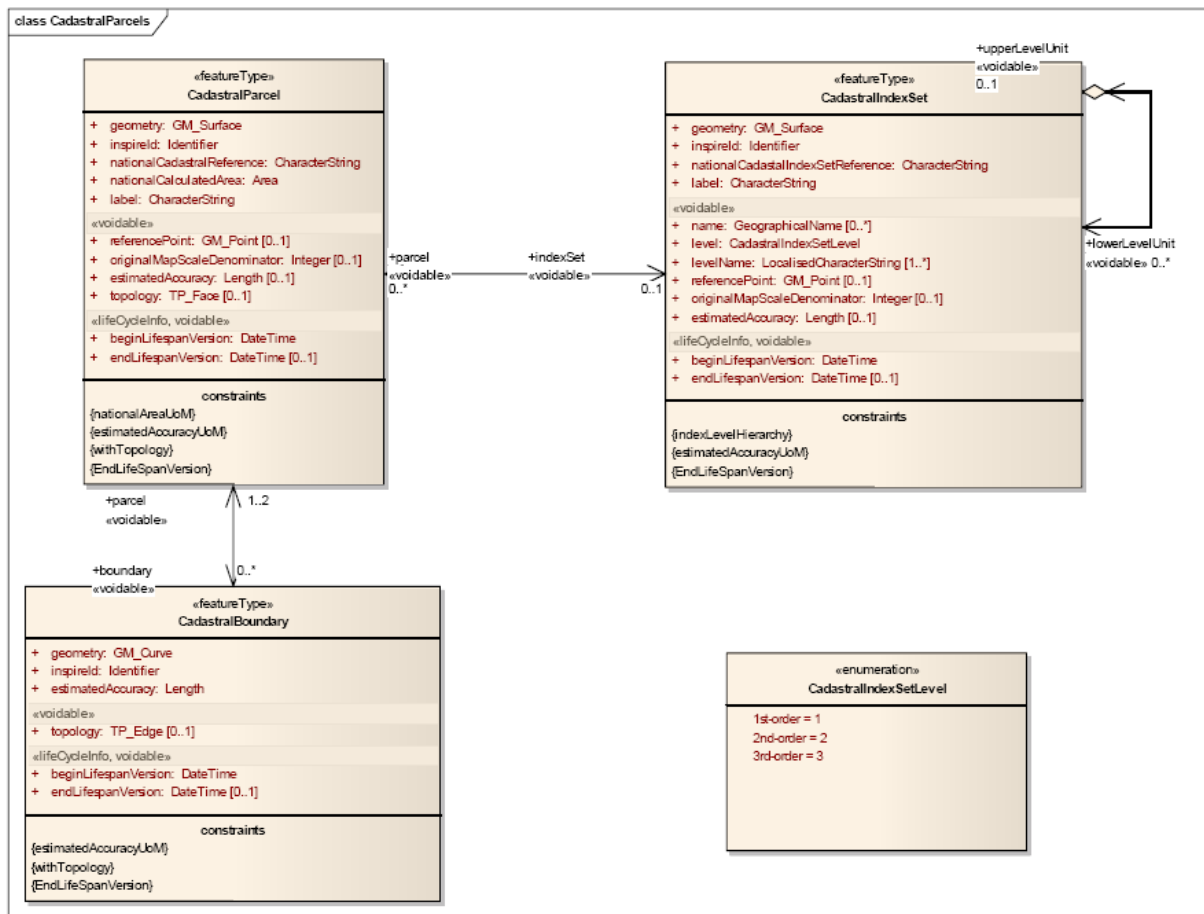 class CadastralParcels
«featureType»
CadastralParcel
+ geometry: GM_Surface
+ inspireId: Identifier
+ nationalCadastralReference: CharacterString
+ nationalCalculatedArea: Area
+ label: CharacterString
«voidable»
+ referencePoint: GM_Point [0..1]
+ originalMapScaleDenominator: Integer [0..1]
+ estimatedAccuracy: Length [0..1]
+ topology: TP_Face [0..1]
«lifeCycleInfo, voidable»
+ beginLifespanVersion: DateTime
+ endLifespanVersion: DateTime [0..1]
constraints
{nationalAreaUoM}
{estimatedAccuracyUoM}
{withTopology}
{EndLifeSpanVersion}
+parcel
«voidable»
0..*
+indexSet
«voidable»
0..1
+upperLevelUnit
«voidable»
0..1
«featureType»
CadastralIndexSet
+ geometry: GM_Surface
+ inspireId: Identifier
+ nationalCadastalIndexSetReference: CharacterString
+ label: CharacterString
«voidable»
+ name: GeographicalName [0..*]
+ level: CadastralIndexSetLevel
+ levelName: LocalisedCharacterString [1..*]
+ referencePoint: GM_Point [0..1]
+ originalMapScaleDenominator: Integer [0..1]
+ estimatedAccuracy: Length [0..1]
«lifeCycleInfo, voidable»
+ beginLifespanVersion: DateTime
+ endLifespanVersion: DateTime [0..1]
constraints
{indexLevelHierarchy}
{estimatedAccuracyUoM}
{EndLifeSpanVersion}
+lowerLevelUnit
«voidable» 0..*
+parcel
«voidable»
1..2
+boundary
«voidable»
0..*
«featureType»
CadastralBoundary
+ geometry: GM_Curve
+ inspireId: Identifier
+ estimatedAccuracy: Length
«voidable»
+ topology: TP_Edge [0..1]
«lifeCycleInfo, voidable»
+ beginLifespanVersion: DateTime
+ endLifespanVersion: DateTime [0..1]
constraints
{estimatedAccuracyUoM}
{withTopology}
{EndLifeSpanVersion}
«enumeration»
CadastralIndexSetLevel
1st-order = 1
2nd-order = 2
3rd-order = 3